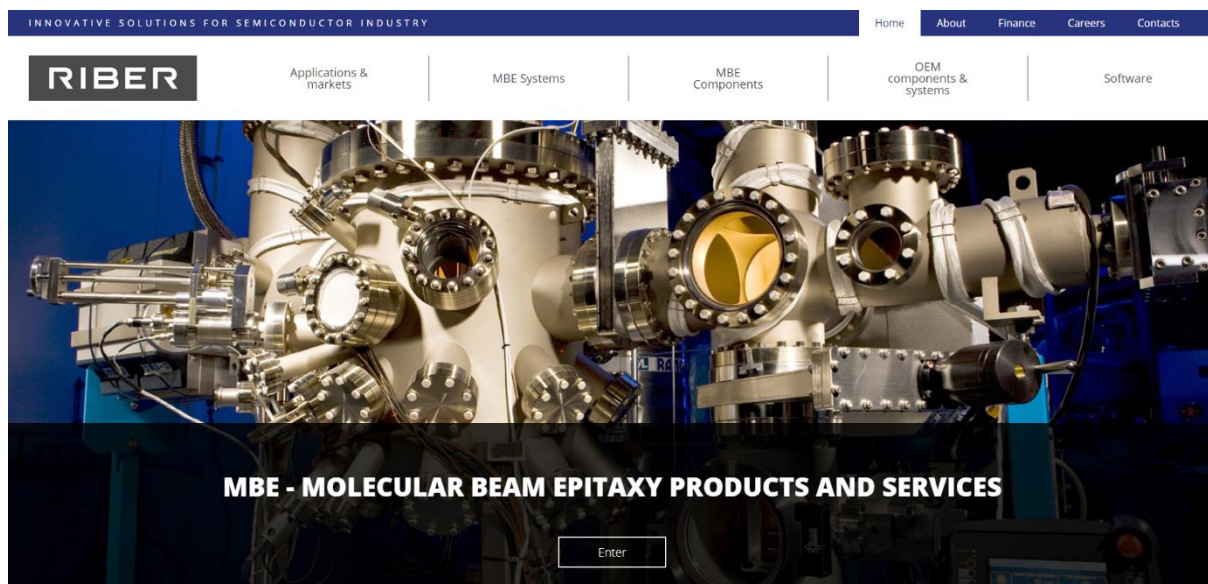 INNOVATIVE SOLUTIONS FOR SEMICONDUCTOR INDUSTRY
Home
About
Finance
Careers
Contacts
RIBER
Applications &
markets
MBE Systems
MBE
Components
OEM
components &
systems
Software
MBE - MOLECULAR BEAM EPITAXY PRODUCTS AND SERVICES
Enter